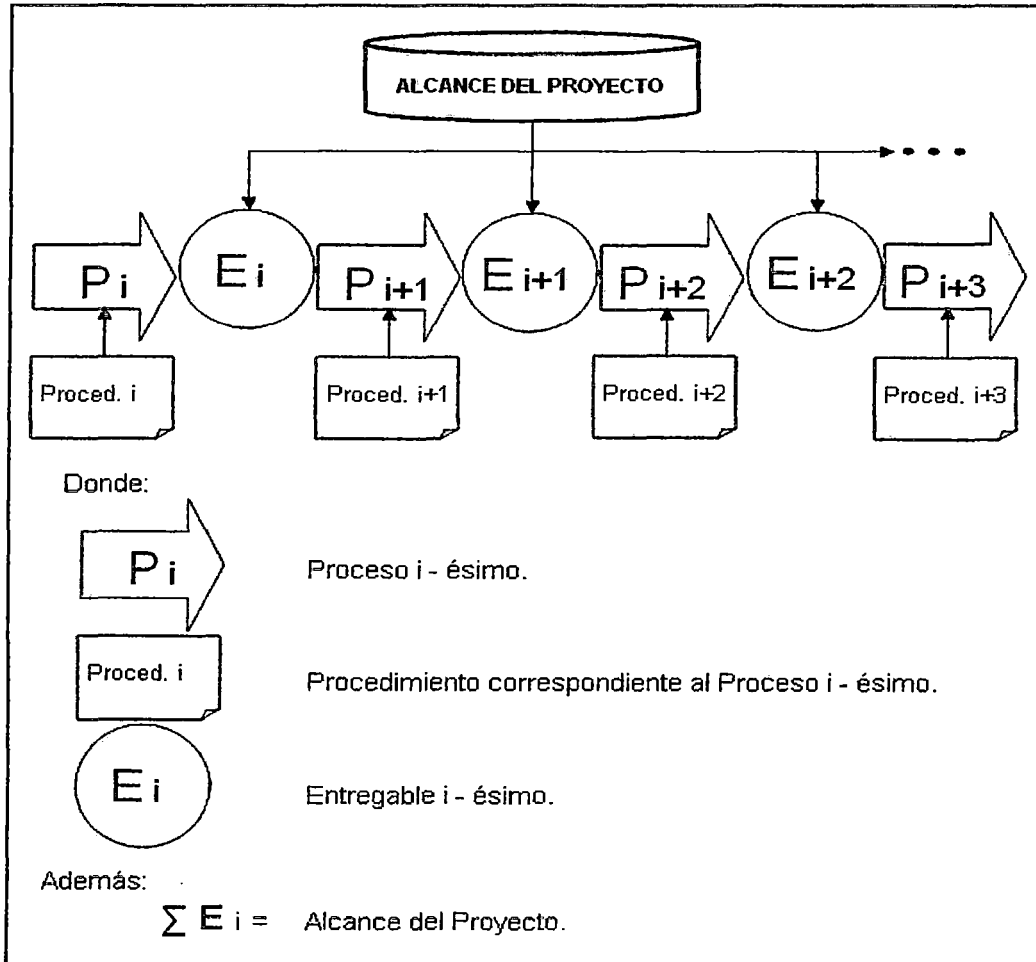 ALCANCE DEL PROYECTO
P i E i P i+1 E i+1 P i+2 E i+2 P i+3
Proced. i Proced. i+1 Proced. i+2 Proced. i+3
Donde:
P i Proceso i - ésimo.
Proced. i Procedimiento correspondiente al Proceso i - ésimo.
E i Entregable i - ésimo.
Además:
∑ E i = Alcance del Proyecto.